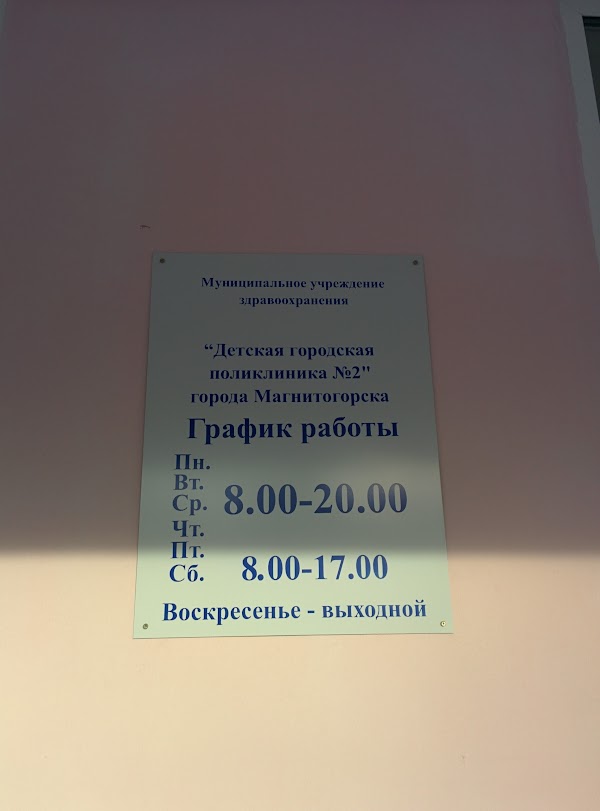 Муниципальное учреждение
здравоохранения
“Детская городская
поликлиника №2"
города Магнитогорска
График работы
Пн.
Вт.
Ср. 8.00-20.00
Чт.
Пт.
Сб. 8.00-17.00
Воскресенье - выходной